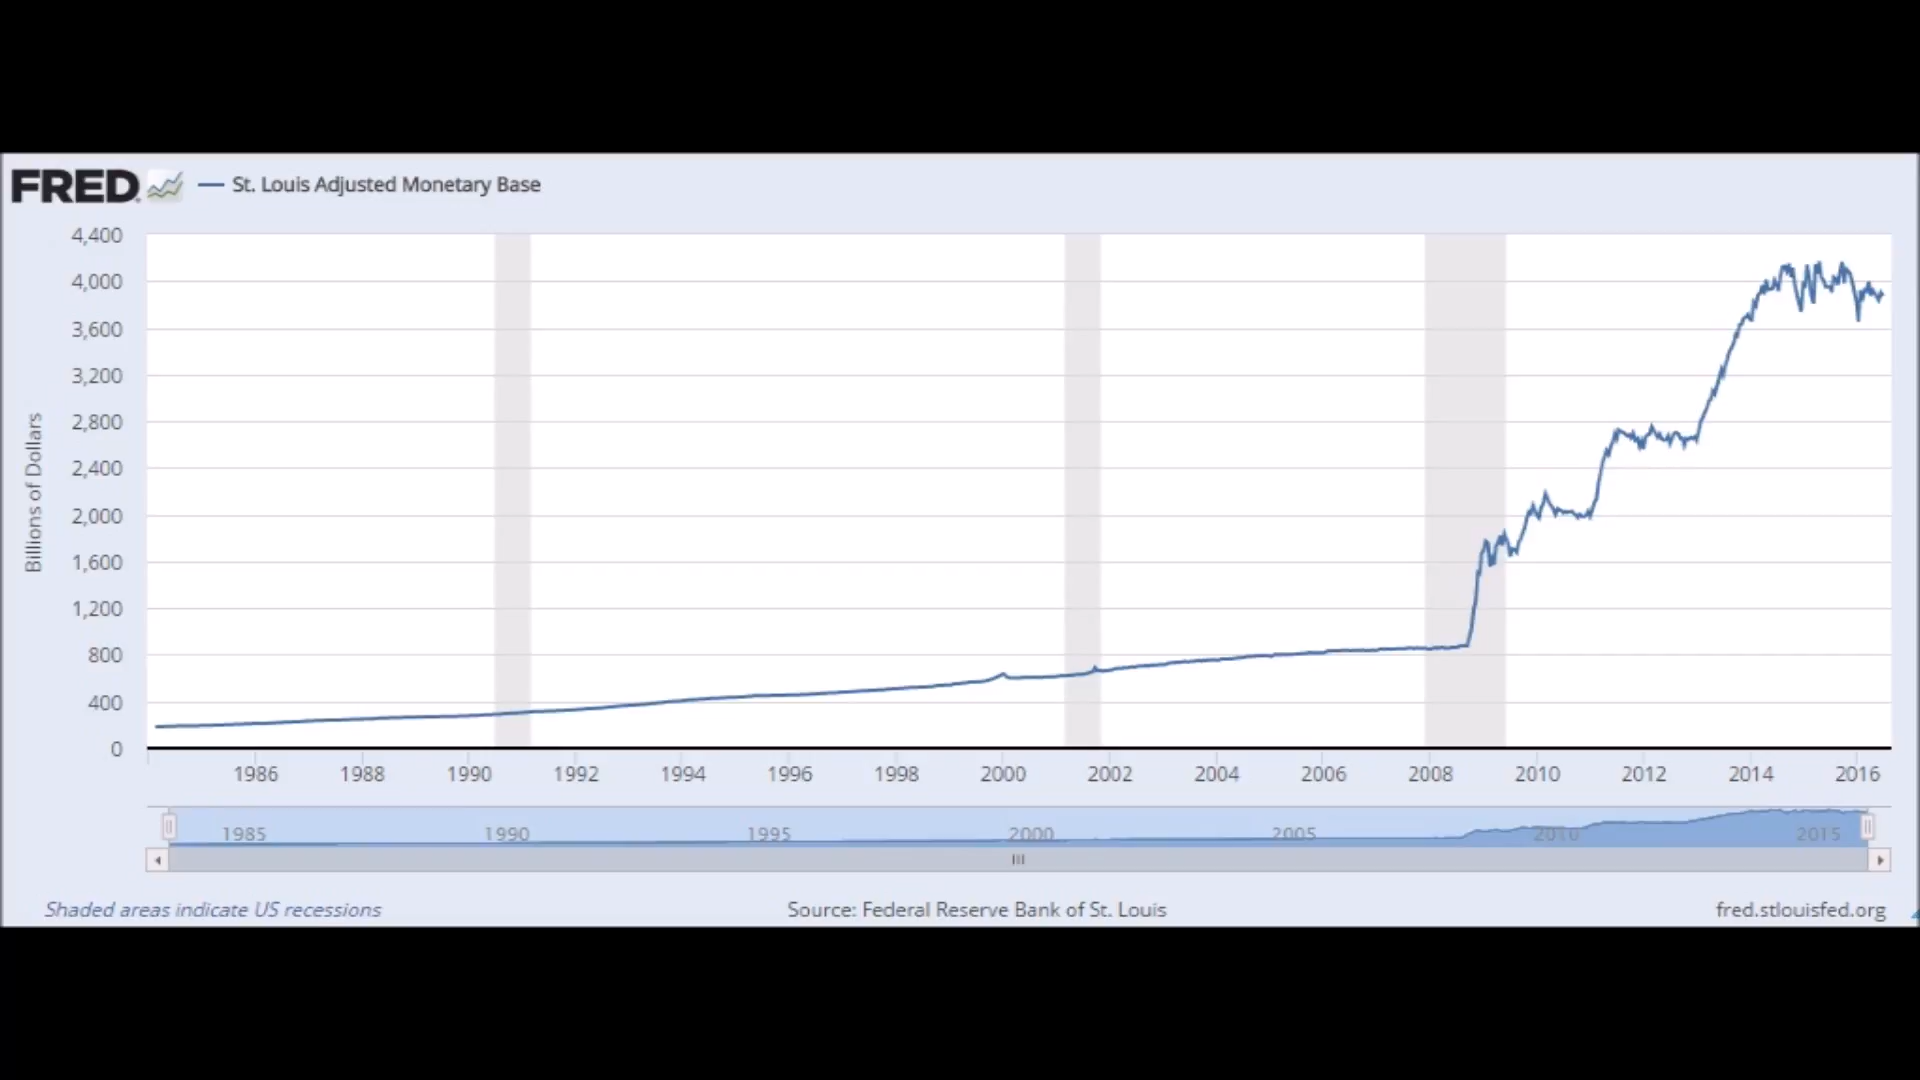 FRED
St. Louis Adjusted Monetary Base
Billions of Dollars
4,400
4,000
3,600
3,200
2,800
2,400
2,000
1,600
1,200
800
400
0
1986 1988 1990 1992 1994 1996 1998 2000 2002 2004 2006 2008 2010 2012 2014 2016
1985 1990 1995 2000 2005 2010 2015
Shaded areas indicate US recessions
Source: Federal Reserve Bank of St. Louis
fred.stlouisfed.org